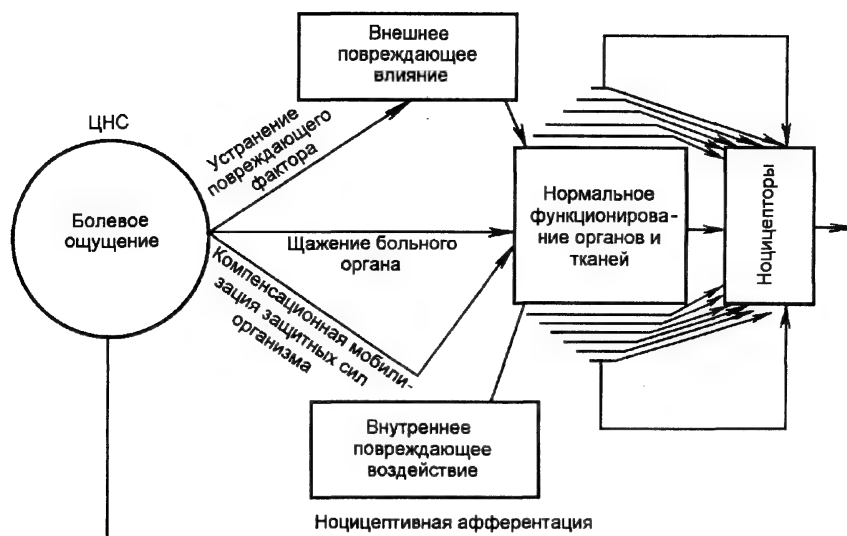 Внешнее
повреждающее
влияние
ЦНС
Устранение
повреждающего
фактора
Болевое
ощущение
Щажение больного
органа
Компенсационная мобили-
зация защитных сил
организма
Нормальное
функционирова-
ние органов и
тканей
Ноцицепторы
Внутреннее
повреждающее
воздействие
Ноцицептивная афферентация